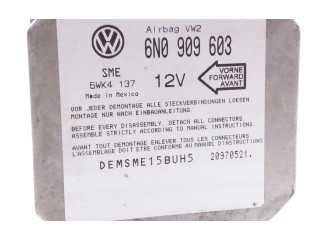 Airbag VW2
6N0 909 603
SME
5WK4 137
Made in Mexico
12V
VORNE
FORWARD
AVANT
VOR JEDER DEMONTAGE ALLE STECKVERBINDUNGEN LOESEN.
MONTAGE NUR NACH EINBAUANLEITUNG.
BEFORE EVERY DISASSEMBLY, DETACH ALL CONNECTORS.
ASSEMBLE STRICTLY ACCORDING TO MANUAL INSTRUCTIONS.
AVANT TOUT DEMONTAGE ENLEVER TOUS LES CONNECTEURS
L'ASSEMBLAGE DOIT ETRE CONFORME AU MANUEL D'INSTRUCTIONS
DEMSME15BUH5 20970521.